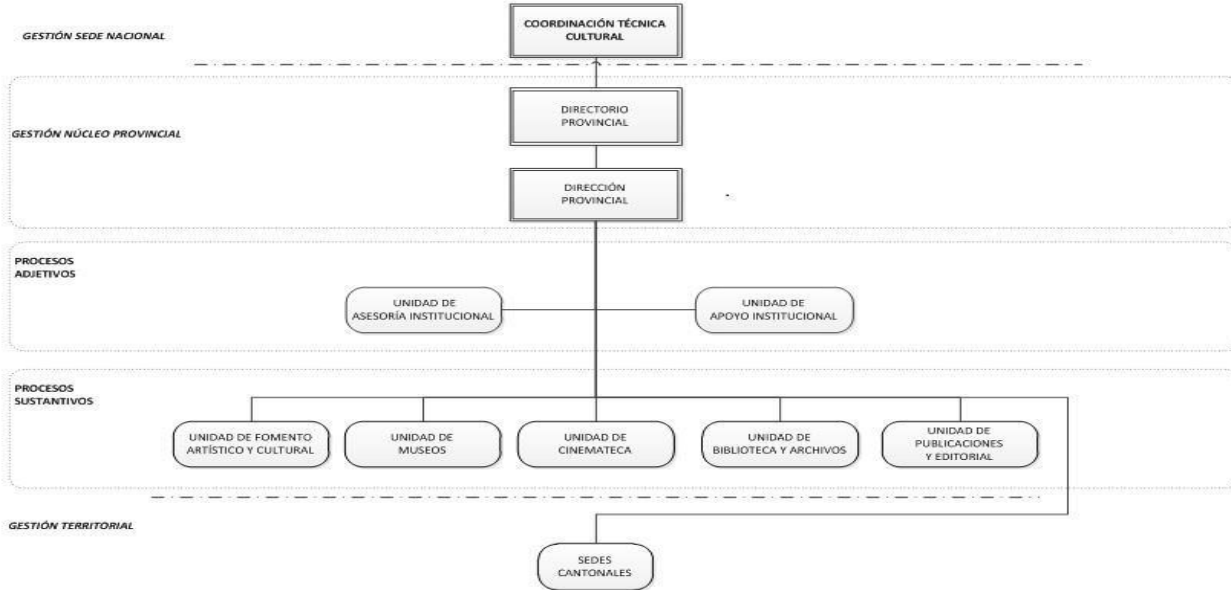 COORDINACIÓN TÉCNICA
CULTURAL
GESTIÓN SEDE NACIONAL
DIRECTORIO
PROVINCIAL
GESTIÓN NÚCLEO PROVINCIAL
DIRECCIÓN
PROVINCIAL
PROCESOS
ADJETIVOS
UNIDAD DE
ASESORÍA INSTITUCIONAL
UNIDAD DE
APOYO INSTITUCIONAL
PROCESOS
SUSTANTIVOS
UNIDAD DE FOMENTO
ARTÍSTICO Y CULTURAL
UNIDAD DE
MUSEOS
UNIDAD DE
CINEMATECA
UNIDAD DE
BIBLIOTECA Y ARCHIVOS
UNIDAD DE
PUBLICACIONES
Y EDITORIAL
GESTIÓN TERRITORIAL
SEDES
CANTONALES